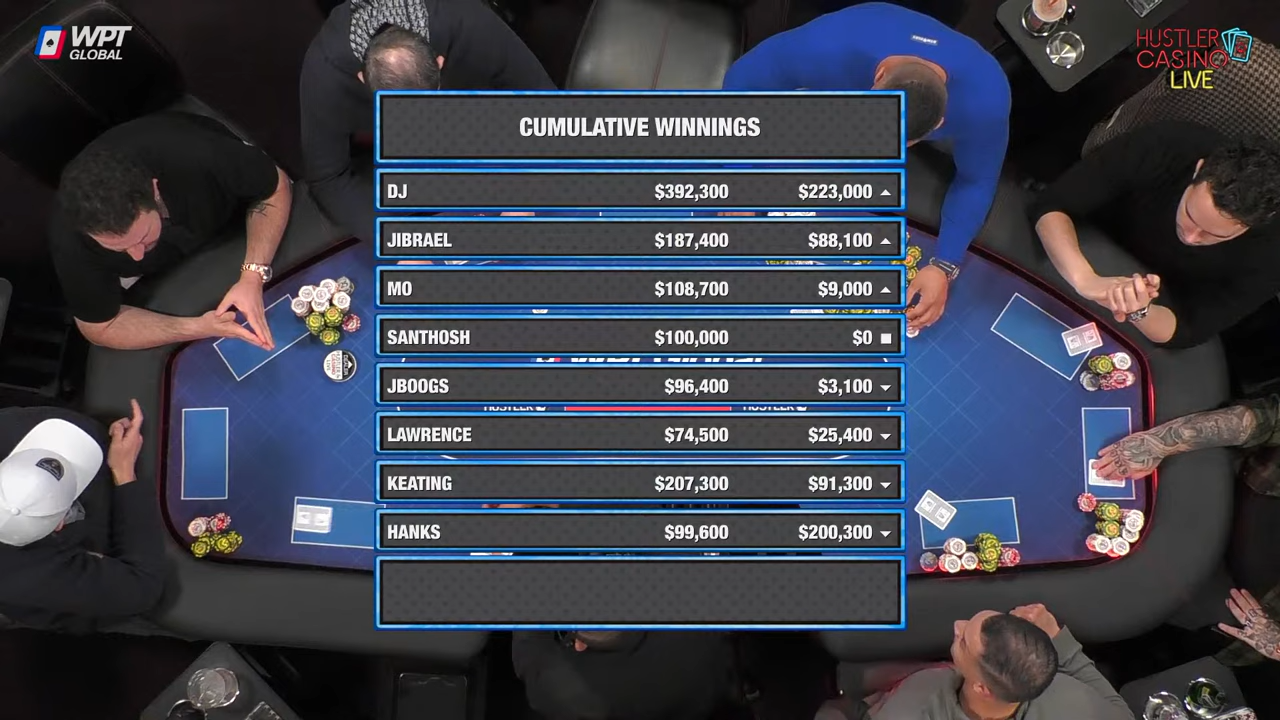 WPT
GLOBAL
HUSTLER
CASINO
LIVE
CUMULATIVE WINNINGS
DJ $392,300 $223,000
JIBRAEL $187,400 $88,100
MO $108,700 $9,000
SANTHOSH $100,000 $0
JBOOGS $96,400 $3,100
HUSTLER HUSTLER
LAWRENCE $74,500 $25,400
KEATING $207,300 $91,300
HANKS $99,600 $200,300